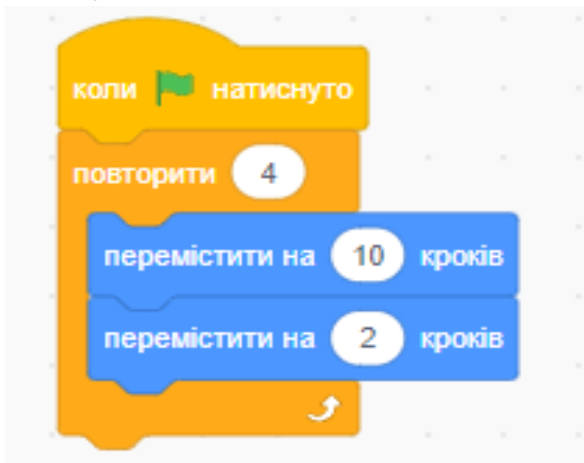 коли натиснуто
повторити 4
перемістити на 10 кроків
перемістити на 2 кроків